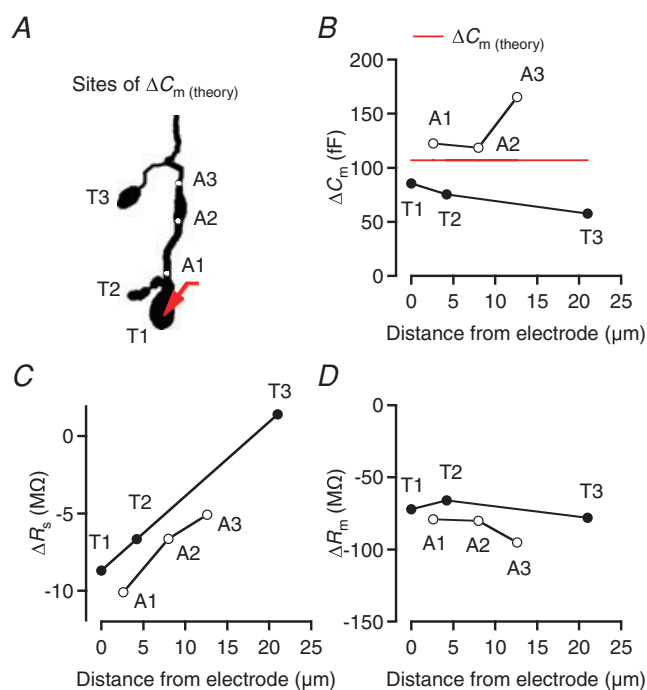 A
Sites of ΔCm (theory)
A3
T3
A2
A1
T2
T1
B
ΔCm (theory)
200
150
100
50
0
ΔCm (fF)
A1
A2
A3
T1
T2
T3
0 5 10 15 20 25
Distance from electrode (µm)
C
0
-5
-10
ΔRs (MΩ)
T1
T2
T3
A1
A2
A3
0 5 10 15 20 25
Distance from electrode (µm)
D
0
-50
-100
-150
ΔRm (MΩ)
T1
T2
T3
A1
A2
A3
0 5 10 15 20 25
Distance from electrode (µm)